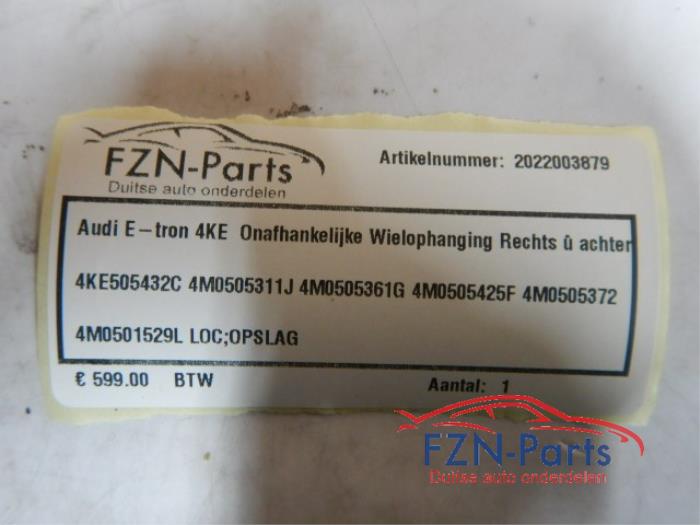 FZN-Parts
Duitse auto onderdelen
Artikelnummer: 2022003879
Audi E-tron 4KE Onafhankelijke Wielophanging Rechts û achter
4KE505432C 4M0505311J 4M0505361G 4M0505425F 4M0505372
4M0501529L LOC;OPSLAG
€ 599.00 BTW
Aantal: 1
FZN-Parts
Duitse auto onderdelen